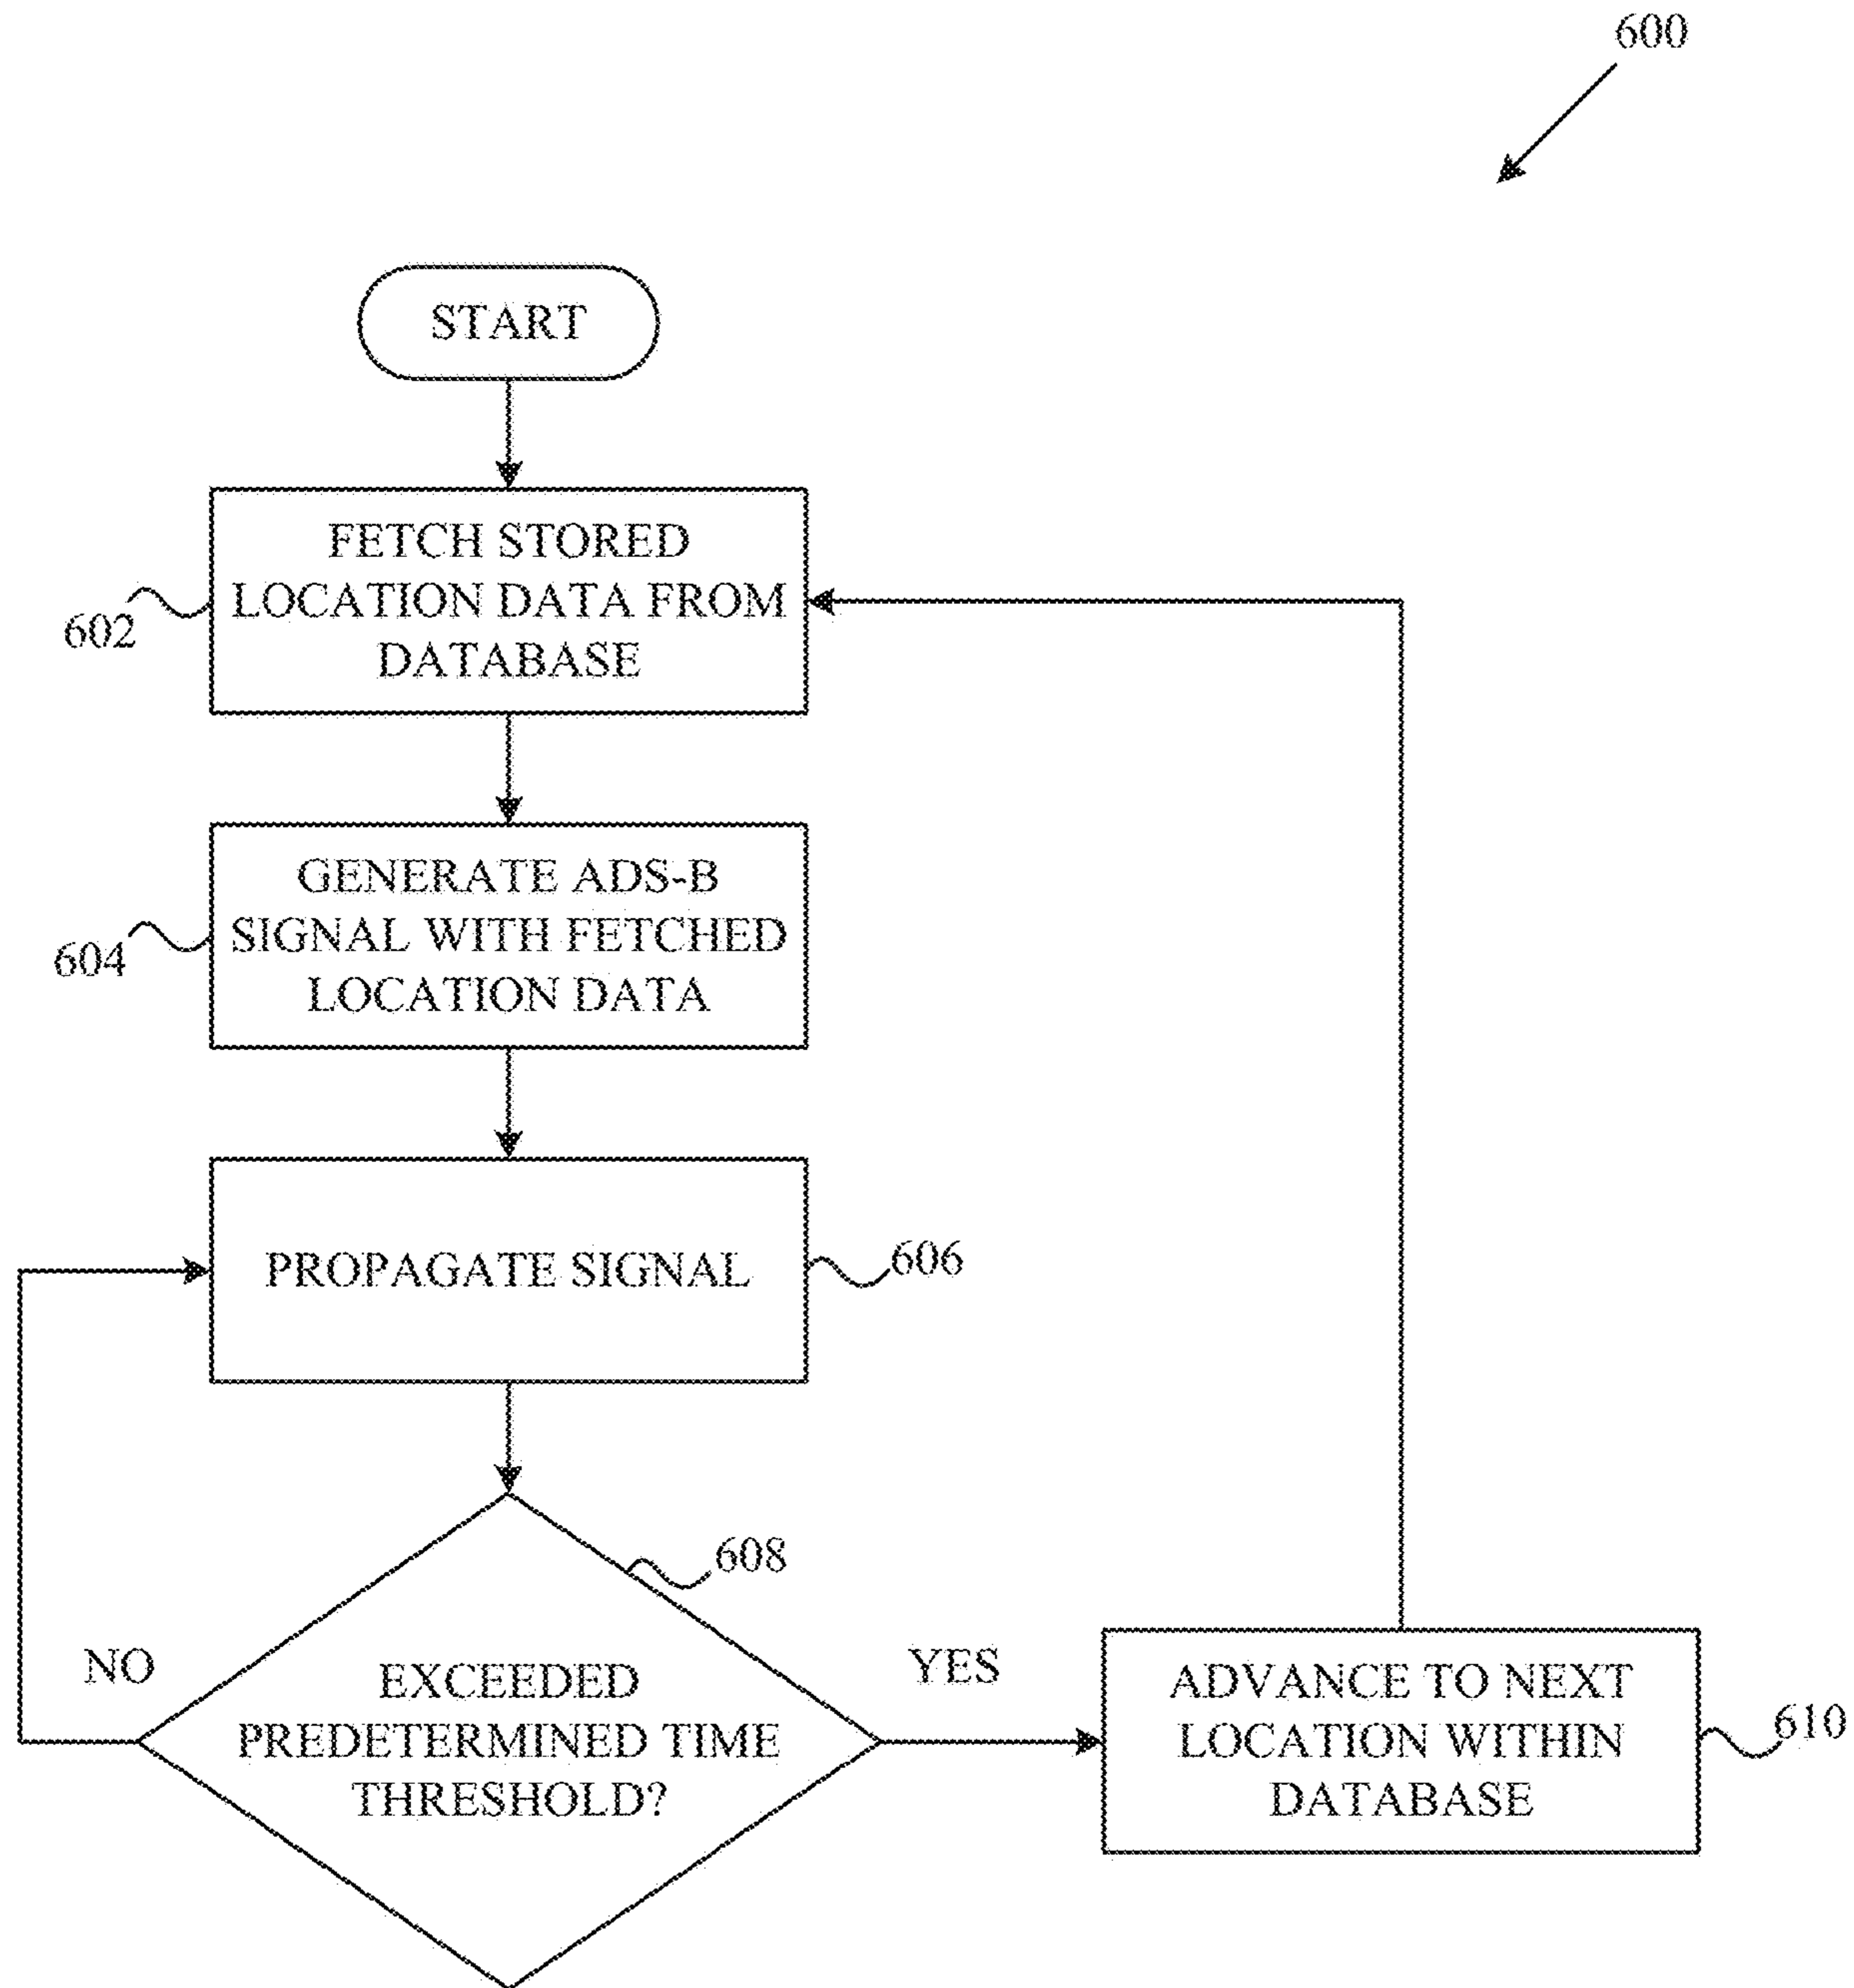 600
START
FETCH STORED
LOCATION DATA FROM
DATABASE
602
GENERATE ADS-B
SIGNAL WITH FETCHED
LOCATION DATA
604
PROPAGATE SIGNAL
606
608
NO
EXCEEDED
PREDETERMINED TIME
THRESHOLD?
YES
ADVANCE TO NEXT
LOCATION WITHIN
DATABASE
610